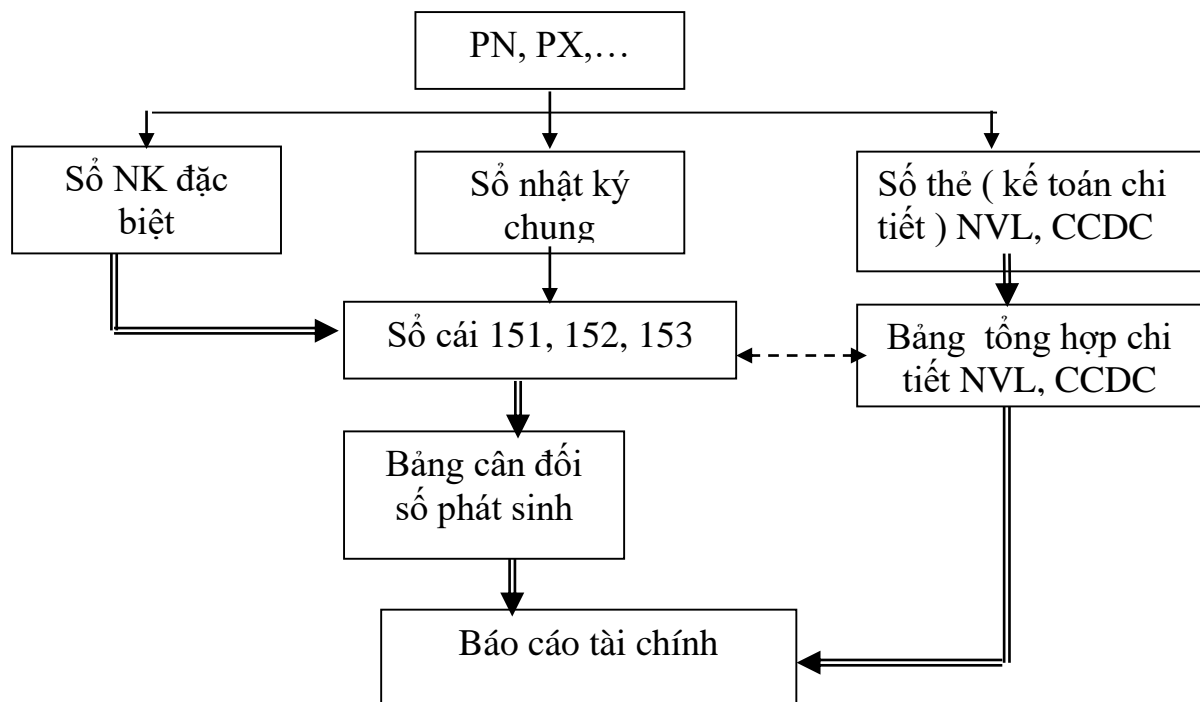 PN, PX,…
Sổ NK đặc
biệt
Sổ nhật ký
chung
Số thẻ ( kế toán chi
tiết ) NVL, CCDC
Sổ cái 151, 152, 153
Bảng tổng hợp chi
tiết NVL, CCDC
Bảng cân đối
số phát sinh
Báo cáo tài chính